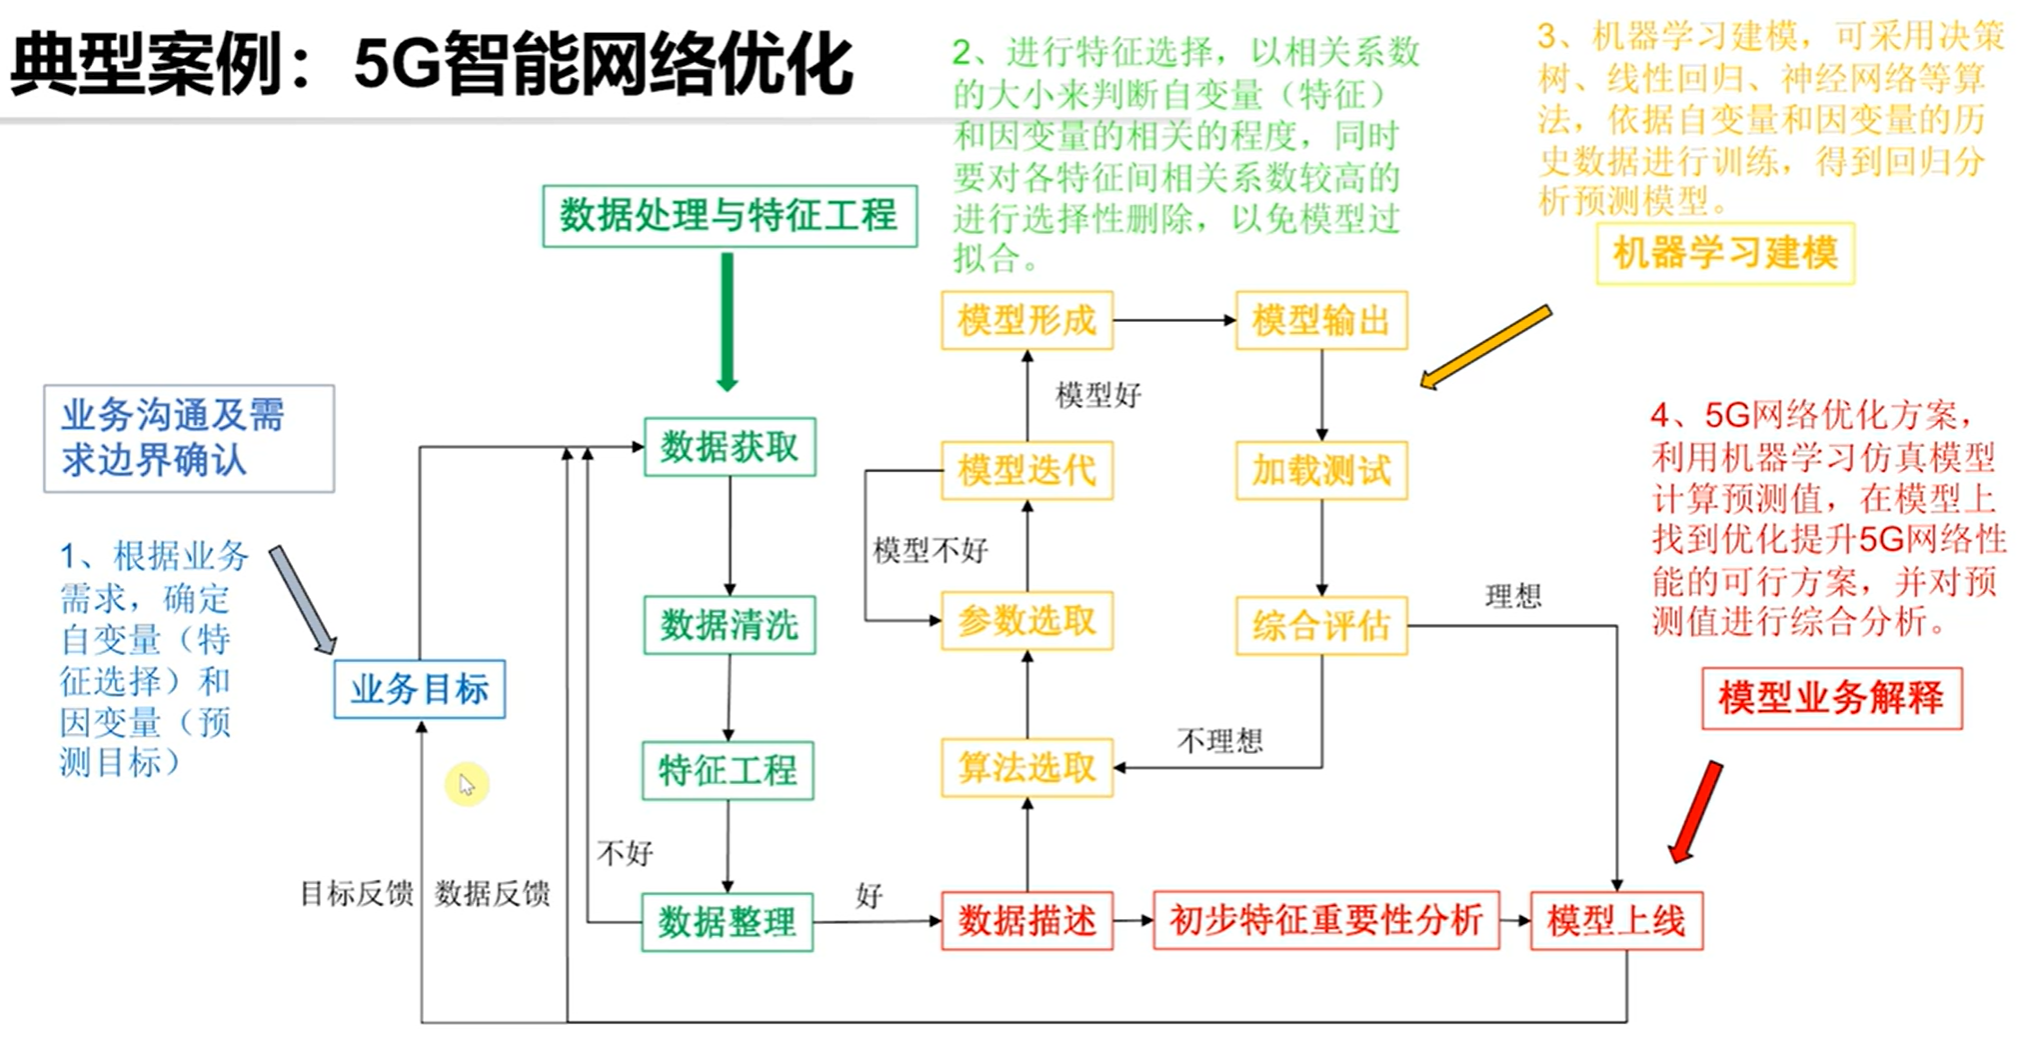 典型案例：5G智能网络优化
2、进行特征选择，以相关系数
的大小来判断自变量（特征）
和因变量的相关的程度，同时
要对各特征间相关系数较高的
进行选择性删除，以免模型过
拟合。
3、机器学习建模，可采用决策
树、线性回归、神经网络等算
法，依据自变量和因变量的历
史数据进行训练，得到回归分
析预测模型。
数据处理与特征工程
机器学习建模
模型形成
模型输出
模型好
业务沟通及需
求边界确认
数据获取
模型迭代
加载测试
4、5G网络优化方案，
利用机器学习仿真模型
计算预测值，在模型上
找到优化提升5G网络性
能的可行方案，并对预
测值进行综合分析。
1、根据业务
需求，确定
自变量（特
征选择）和
因变量（预
测目标）
模型不好
理想
数据清洗
参数选取
综合评估
业务目标
模型业务解释
不理想
特征工程
算法选取
不好
目标反馈
数据反馈
好
数据整理
数据描述
初步特征重要性分析
模型上线